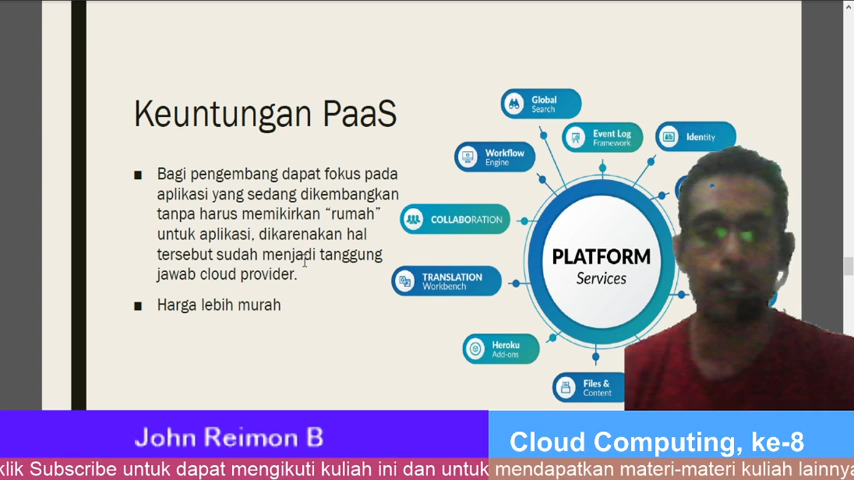 Keuntungan PaaS
■ Bagi pengembang dapat fokus pada
aplikasi yang sedang dikembangkan
tanpa harus memikirkan “rumah”
untuk aplikasi, dikarenakan hal
tersebut sudah menjadi tanggung
jawab cloud provider.
■ Harga lebih murah
Global
Search
Event Log
Framework
Identity
Workflow
Engine
COLLABORATION
TRANSLATION
Workbench
Heroku
Add-ons
Files &
Content
PLATFORM
Services
John Reimon B
Cloud Computing, ke-8
klik Subscribe untuk dapat mengikuti kuliah ini dan untuk mendapatkan materi-materi kuliah lainnya